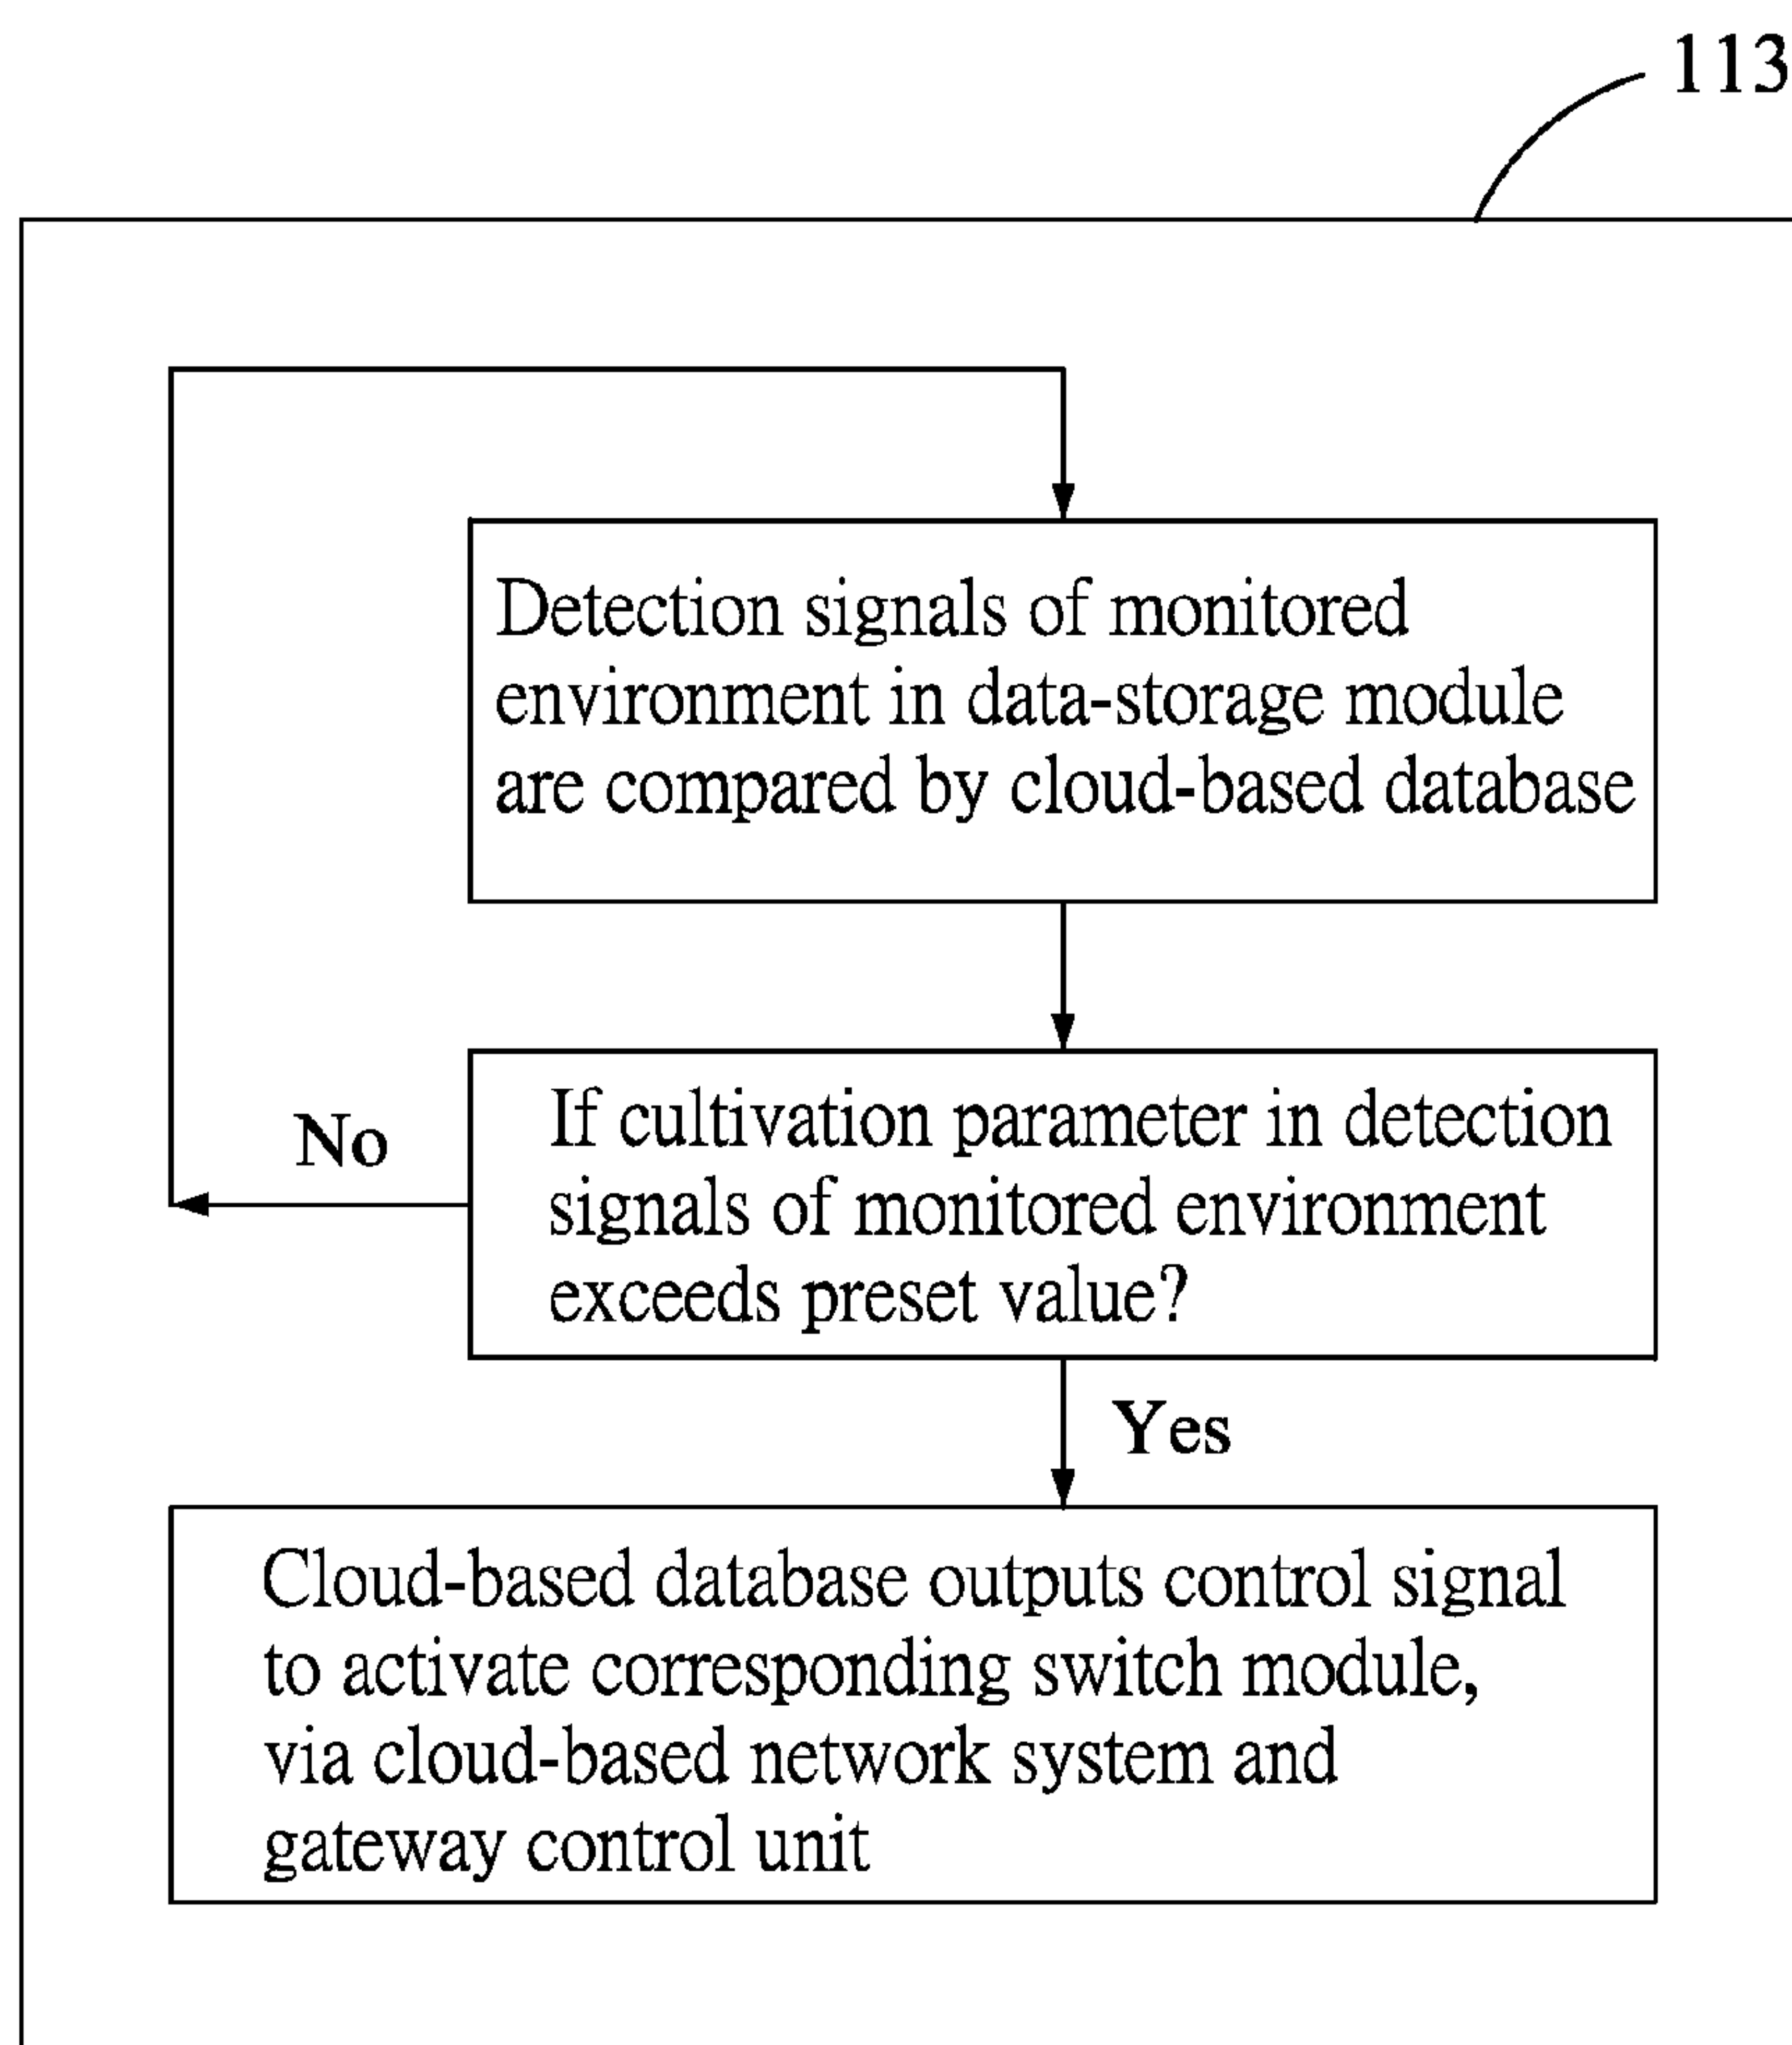 113
Detection signals of monitored
environment in data-storage module
are compared by cloud-based database
If cultivation parameter in detection
signals of monitored environment
exceeds preset value?
No
Yes
Cloud-based database outputs control signal
to activate corresponding switch module,
via cloud-based network system and
gateway control unit